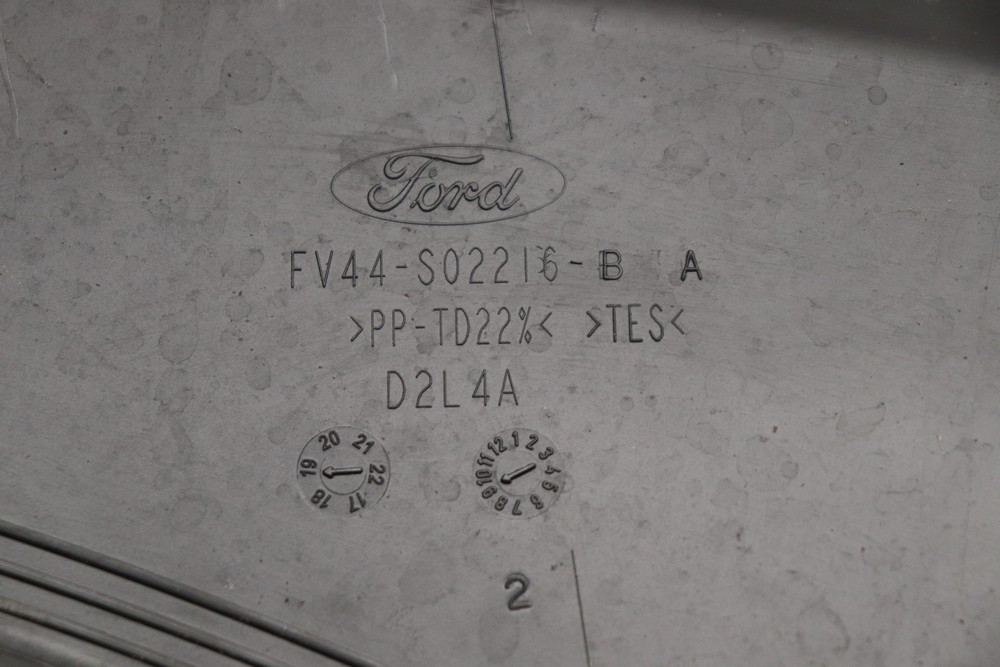 Ford
FV44-S02216-B A
>PP-TD22%< >TES<
D2L4A
17 18 19 20 21 22
1 2 3 4 5 6 7 8 9 10 11 12
2